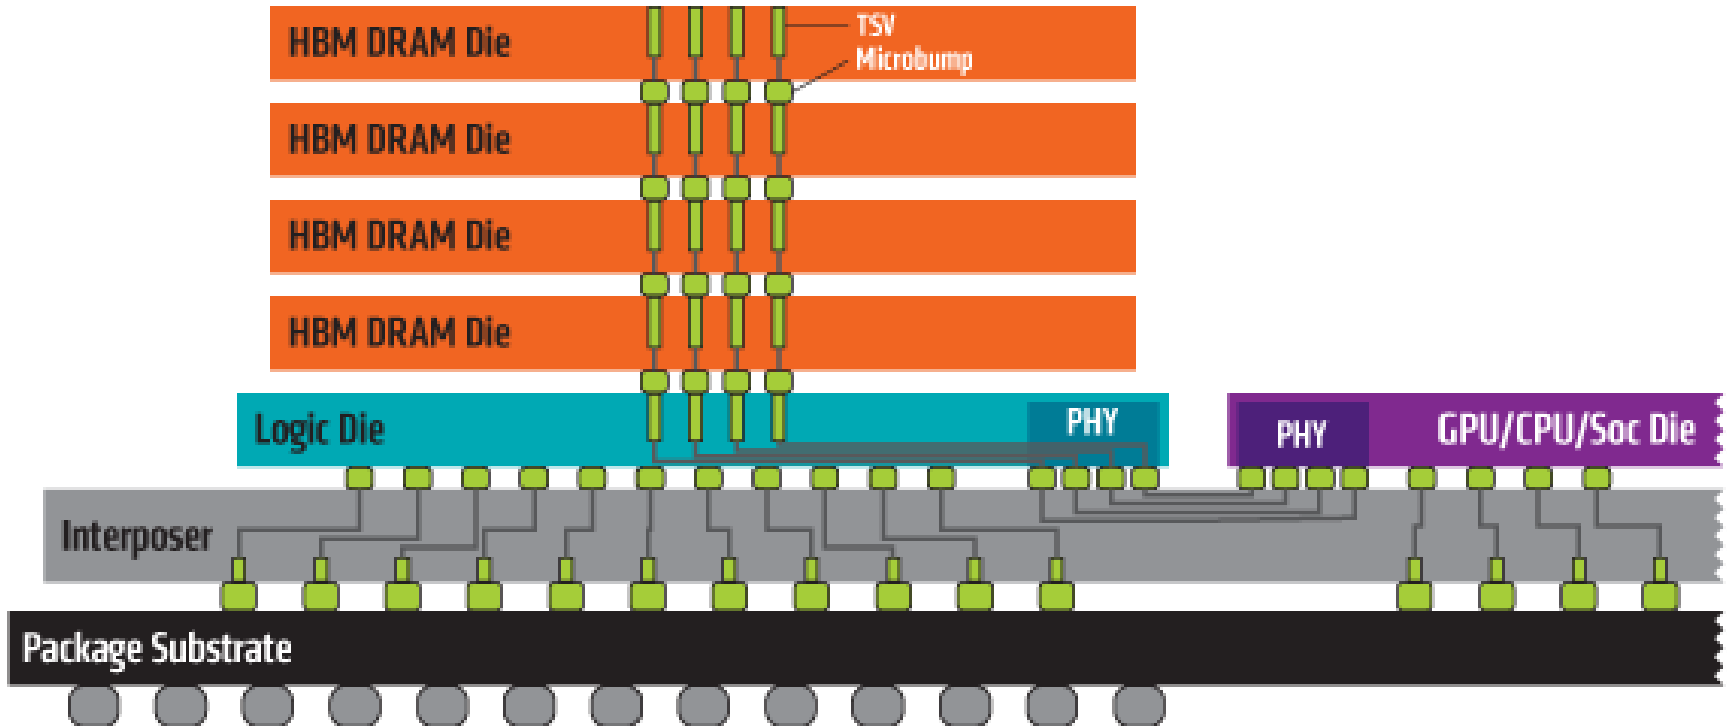 HBM DRAM Die
TSV
Microbump
HBM DRAM Die
HBM DRAM Die
HBM DRAM Die
Logic Die
PHY
PHY
GPU/CPU/Soc Die
Interposer
Package Substrate